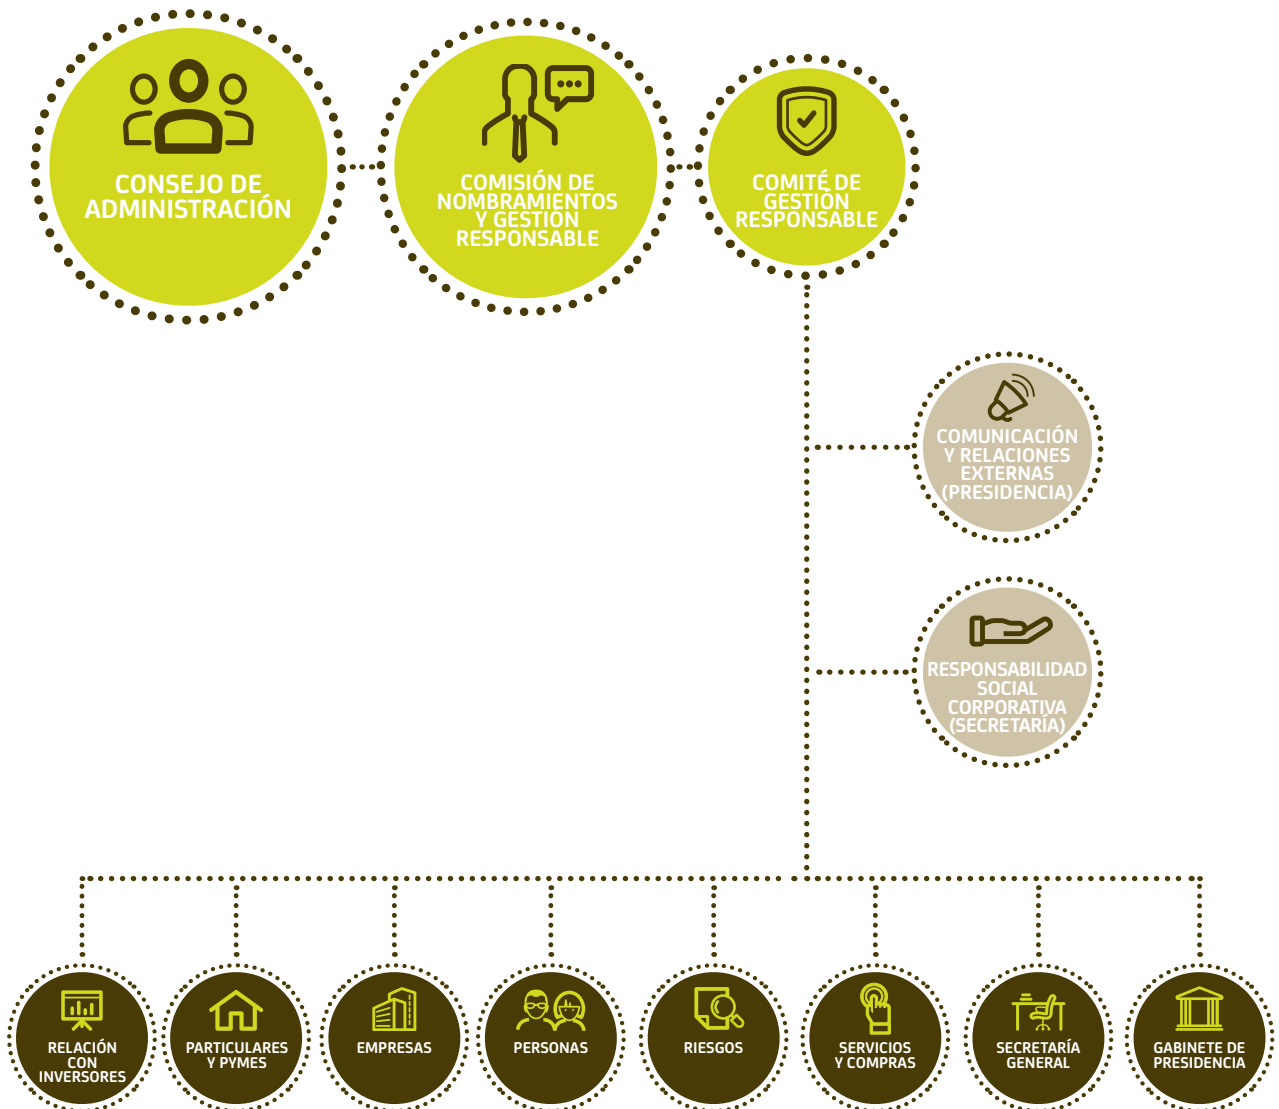 CONSEJO DE
ADMINISTRACIÓN
COMISIÓN DE
NOMBRAMIENTOS
Y GESTIÓN
RESPONSABLE
COMITÉ DE
GESTIÓN
RESPONSABLE
COMUNICACIÓN
Y RELACIONES
EXTERNAS
(PRESIDENCIA)
RESPONSABILIDAD
SOCIAL
CORPORATIVA
(SECRETARÍA)
RELACIÓN
CON
INVERSORES
PARTICULARES
Y PYMES
EMPRESAS
PERSONAS
RIESGOS
SERVICIOS
Y COMPRAS
SECRETARÍA
GENERAL
GABINETE DE
PRESIDENCIA